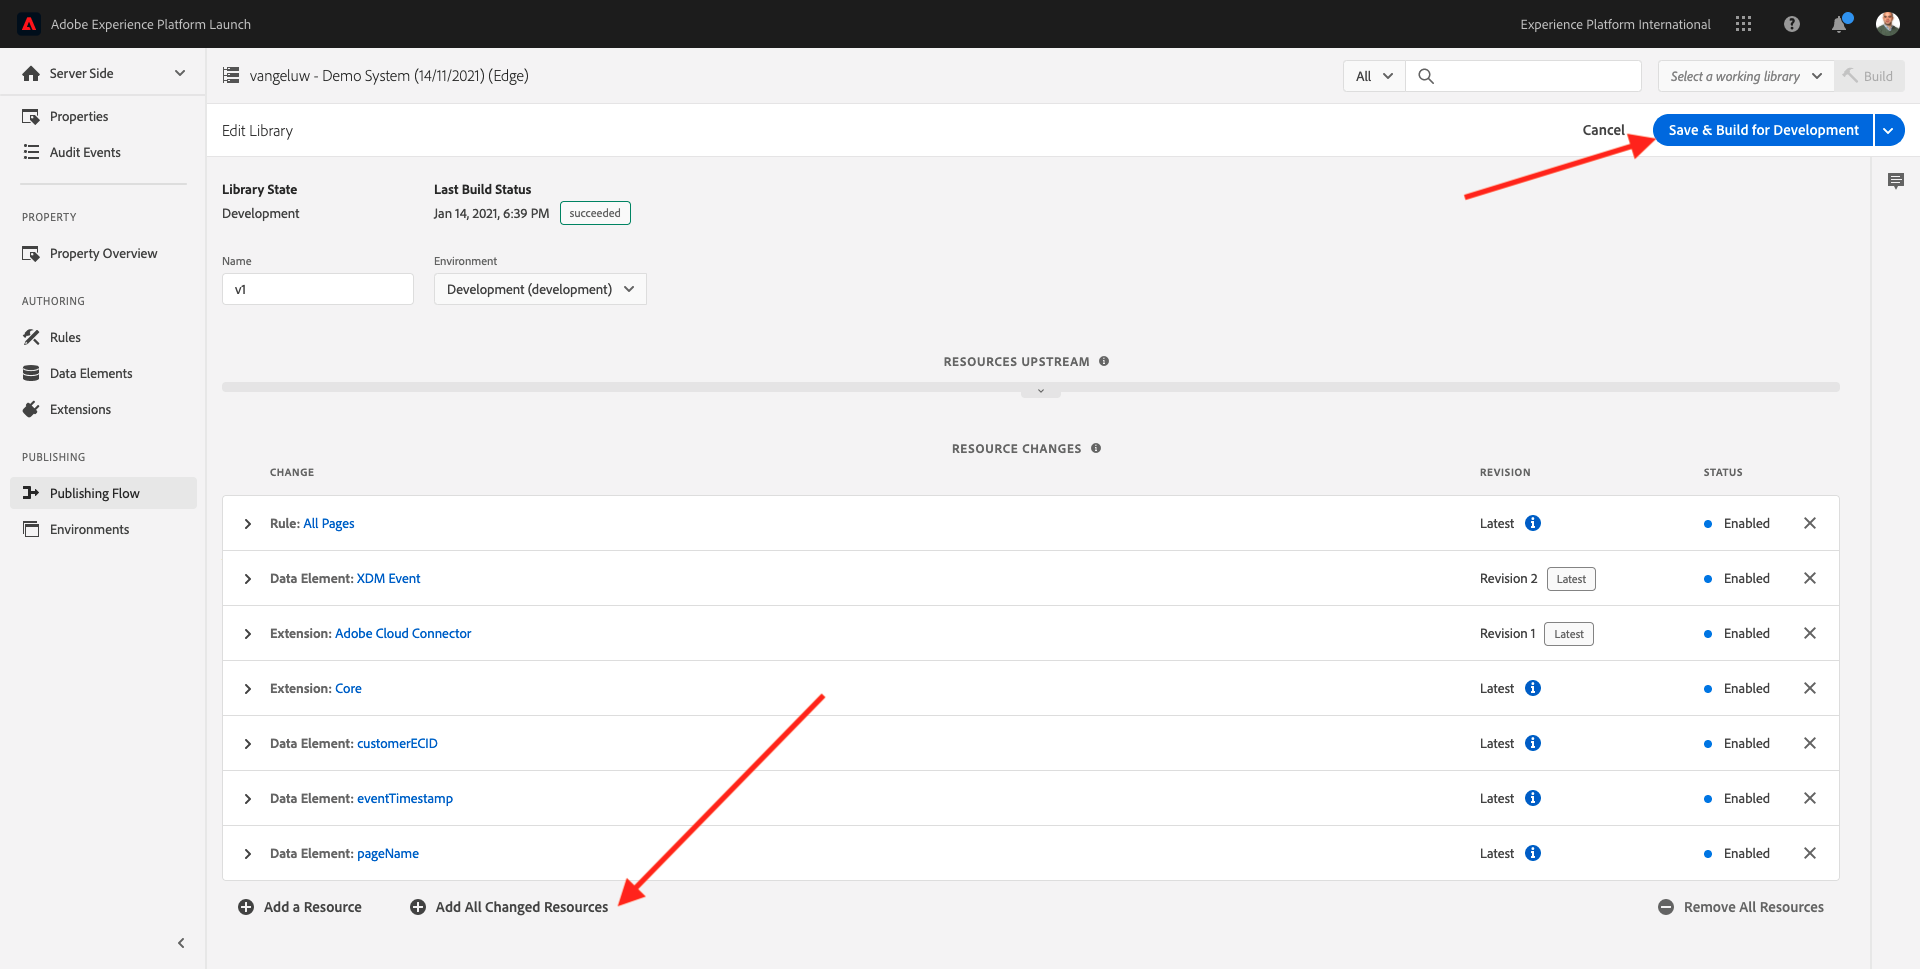 Adobe Experience Platform Launch
Experience Platform International
Server Side
vangeluw - Demo System (14/11/2021) (Edge)
All
Select a working library
Build
Properties
Audit Events
Edit Library
Cancel
Save & Build for Development
Library State
Last Build Status
Development
Jan 14, 2021, 6:39 PM
succeeded
PROPERTY
Property Overview
Name
Environment
v1
Development (development)
AUTHORING
Rules
Data Elements
Extensions
PUBLISHING
Publishing Flow
Environments
RESOURCES UPSTREAM
RESOURCE CHANGES
CHANGE
REVISION
STATUS
Rule: All Pages
Latest
Enabled
Data Element: XDM Event
Revision 2
Latest
Enabled
Extension: Adobe Cloud Connector
Revision 1
Latest
Enabled
Extension: Core
Latest
Enabled
Data Element: customerECID
Latest
Enabled
Data Element: eventTimestamp
Latest
Enabled
Data Element: pageName
Latest
Enabled
Add a Resource
Add All Changed Resources
Remove All Resources